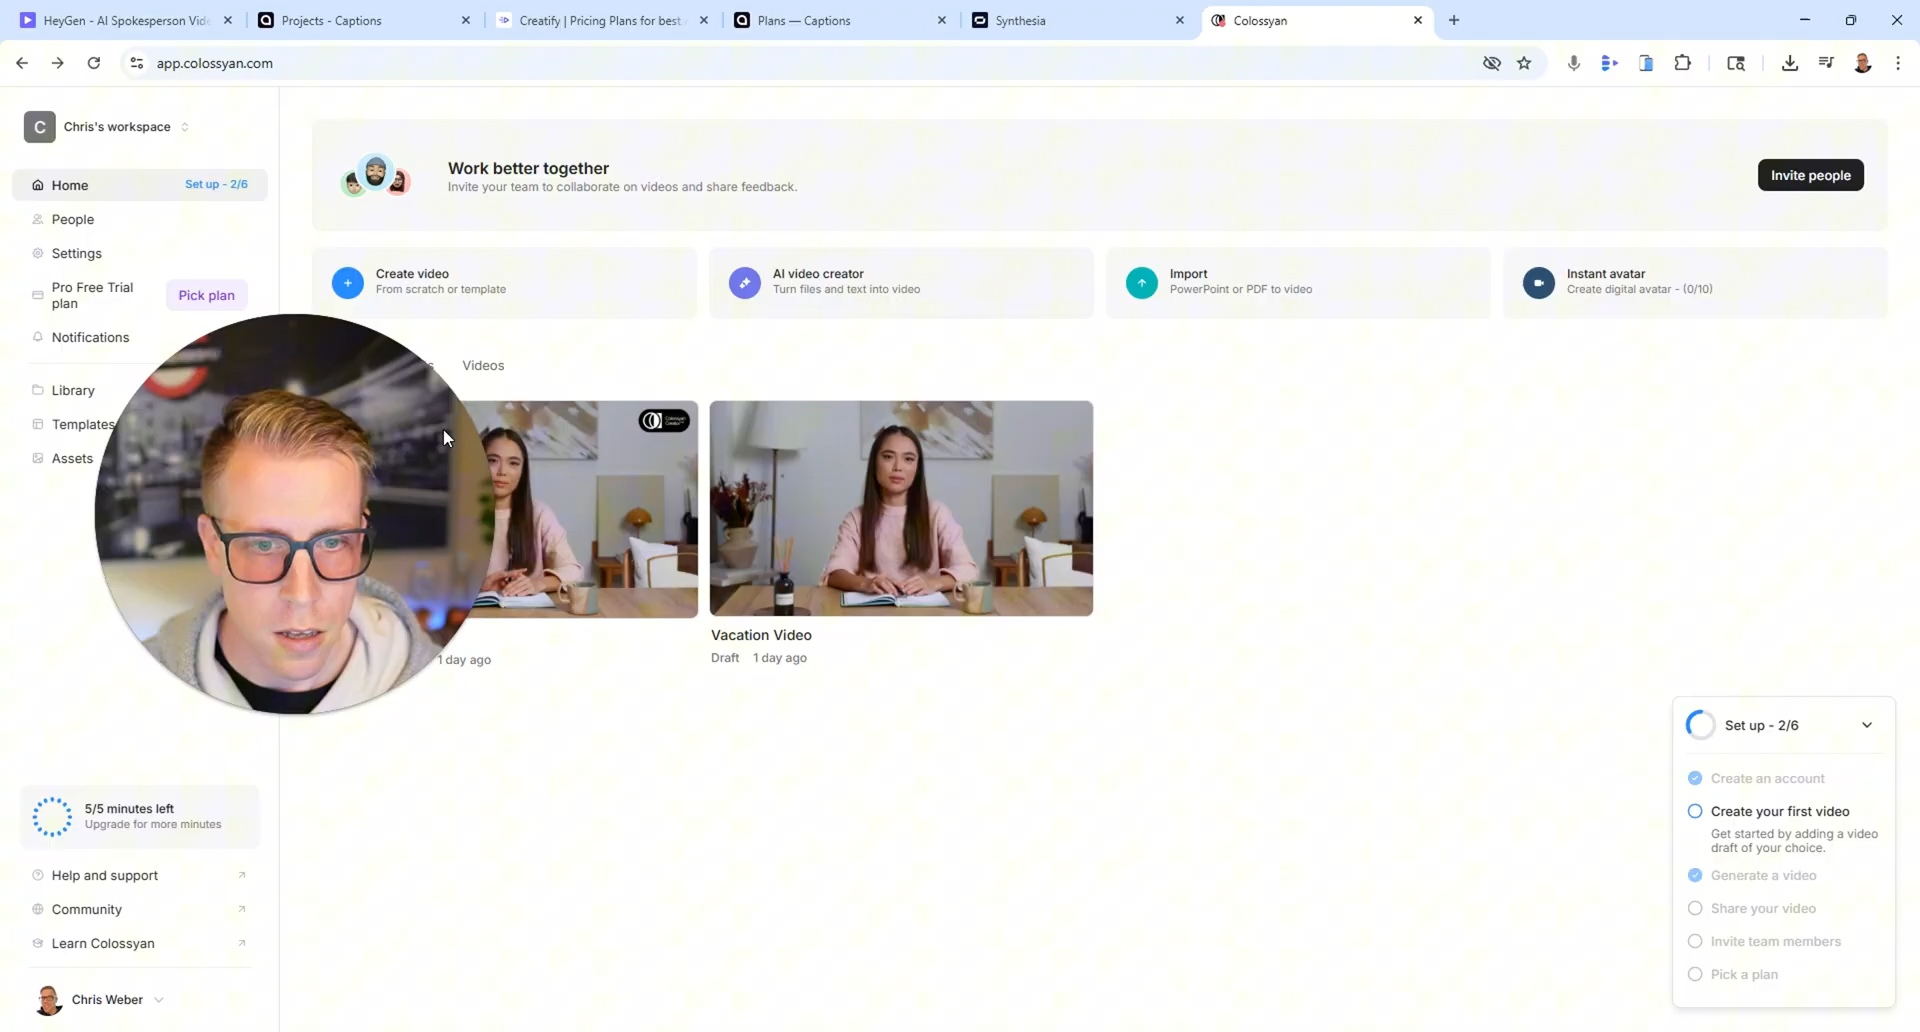 HeyGen - AI Spokesperson Vide
Projects - Captions
Creatify | Pricing Plans for best
Plans — Captions
Synthesia
Colossyan
app.colossyan.com
C
Chris's workspace
Home
Set up - 2/6
People
Settings
Pro Free Trial
plan
Pick plan
Notifications
Library
Templates
Assets
Work better together
Invite your team to collaborate on videos and share feedback.
Invite people
Create video
From scratch or template
AI video creator
Turn files and text into video
Import
PowerPoint or PDF to video
Instant avatar
Create digital avatar - (0/10)
Videos
1 day ago
Vacation Video
Draft 1 day ago
5/5 minutes left
Upgrade for more minutes
Help and support
Community
Learn Colossyan
Chris Weber
Set up - 2/6
Create an account
Create your first video
Get started by adding a video
draft of your choice.
Generate a video
Share your video
Invite team members
Pick a plan